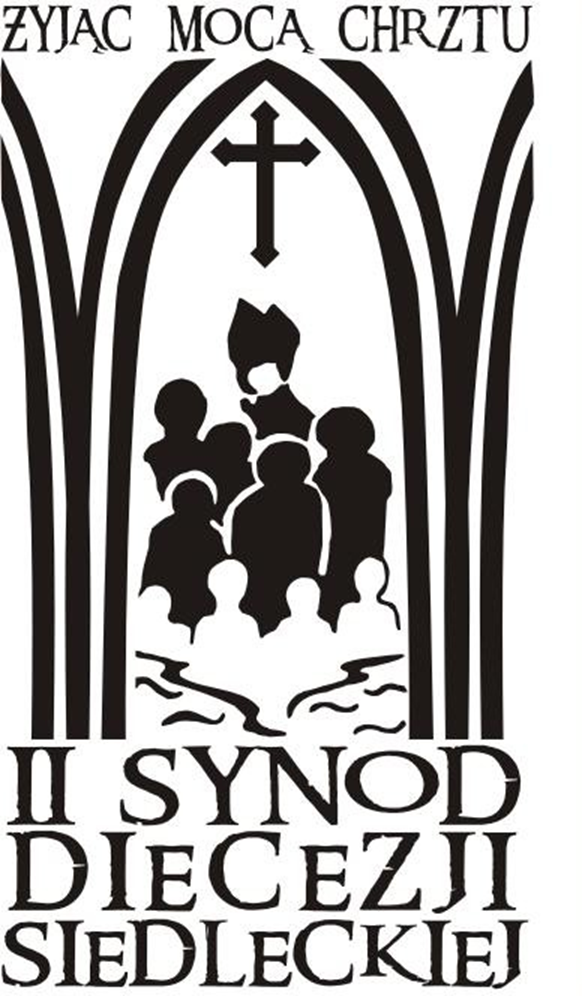 ŻYJĄC MOCĄ CHRZTU
II SYNOD
DIECEZJI
SIEDLECKIEJ